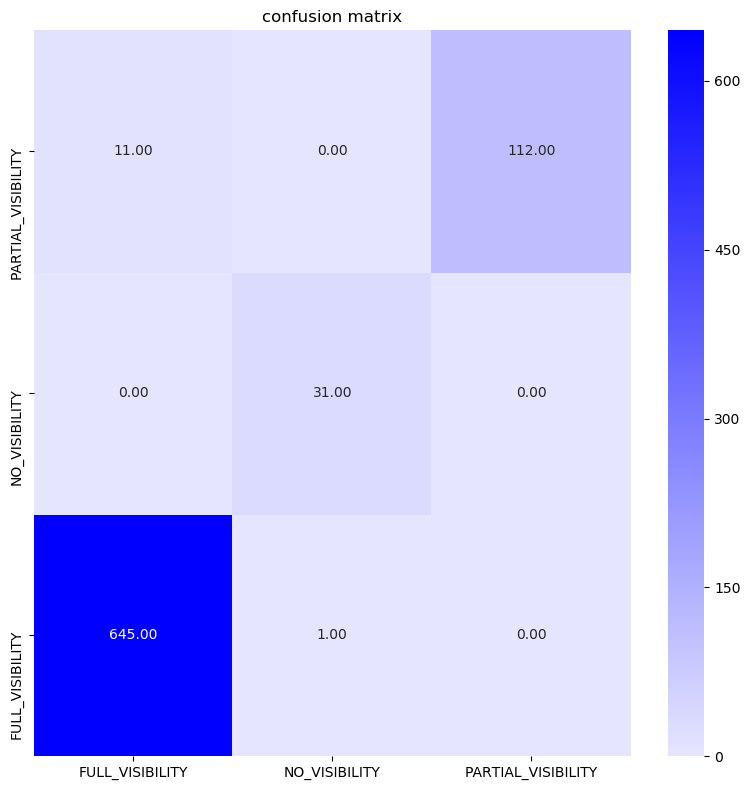 confusion matrix
PARTIAL_VISIBILITY
11.00 0.00 112.00
NO_VISIBILITY
0.00 31.00 0.00
FULL_VISIBILITY
645.00 1.00 0.00
FULL_VISIBILITY NO_VISIBILITY PARTIAL_VISIBILITY
600
450
300
150
0